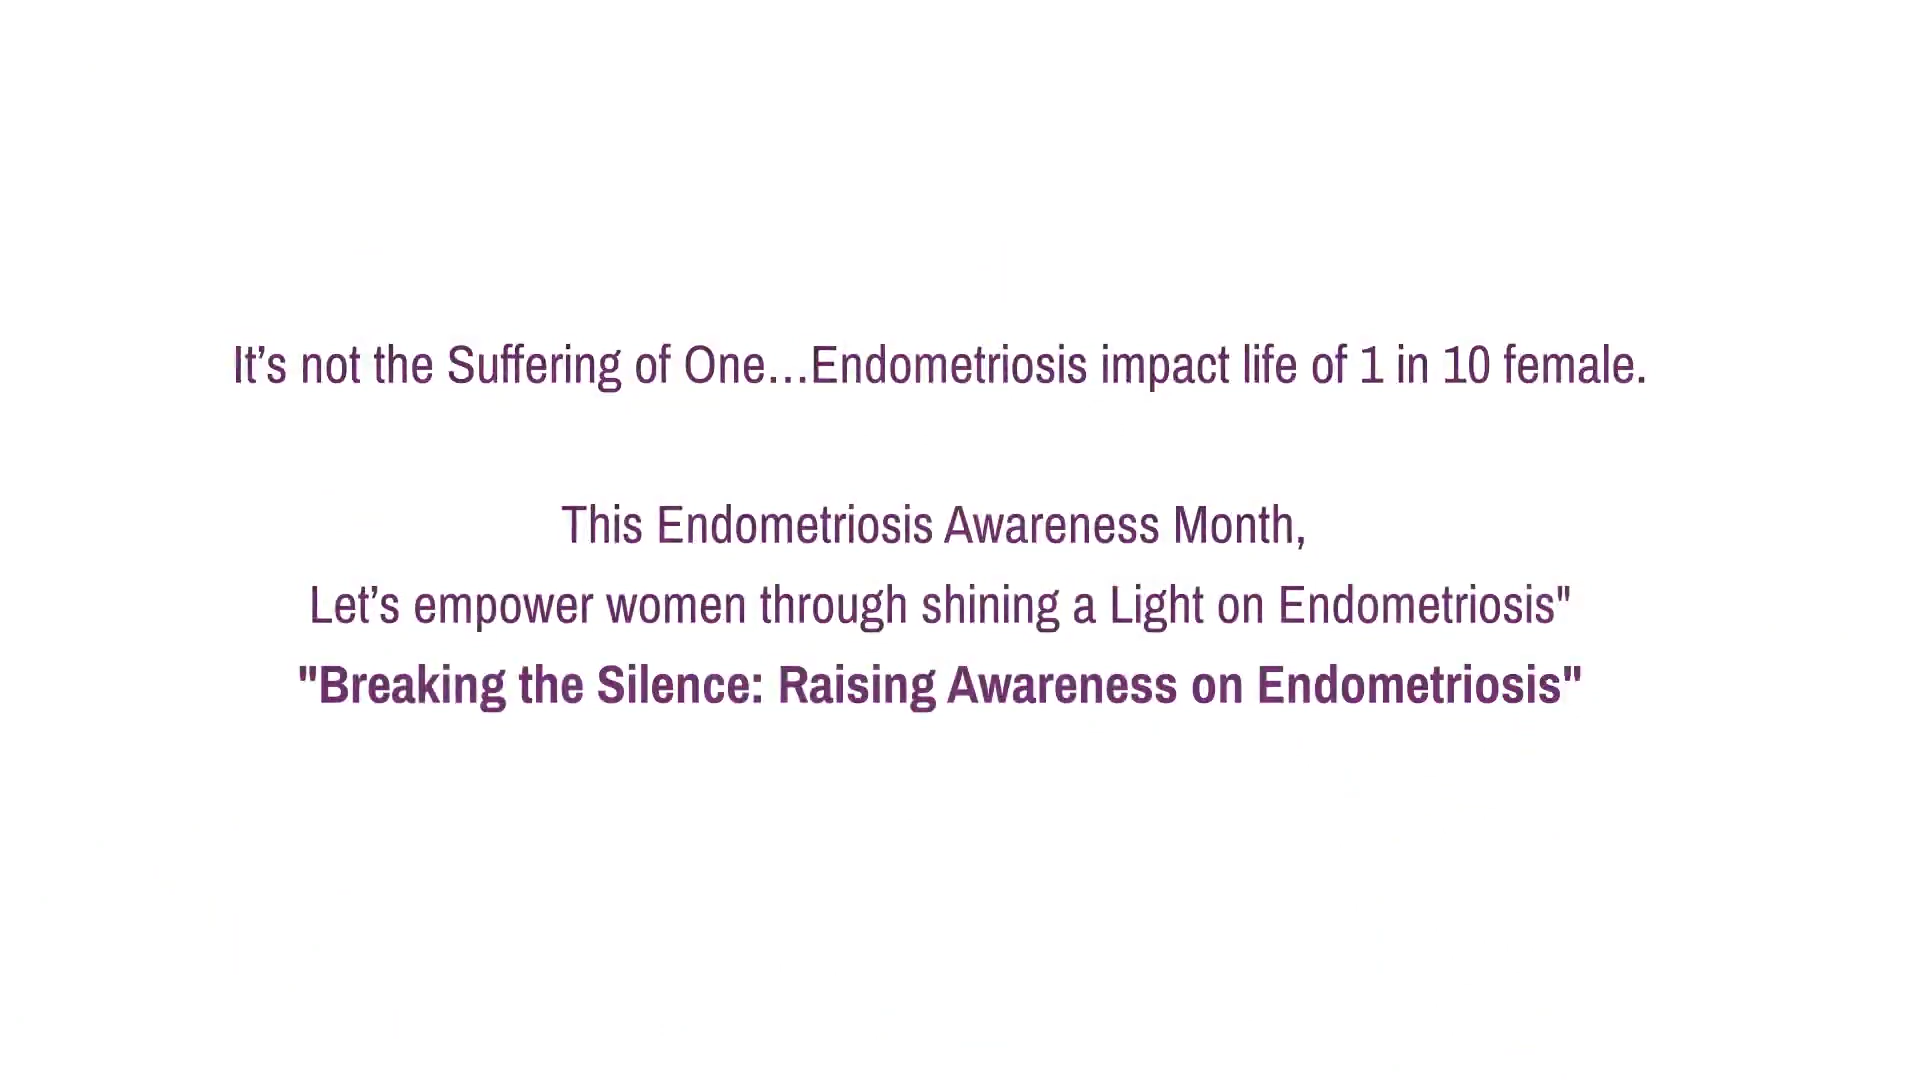 It’s not the Suffering of One...Endometriosis impact life of 1 in 10 female.
This Endometriosis Awareness Month,
Let’s empower women through shining a Light on Endometriosis"
"Breaking the Silence: Raising Awareness on Endometriosis"